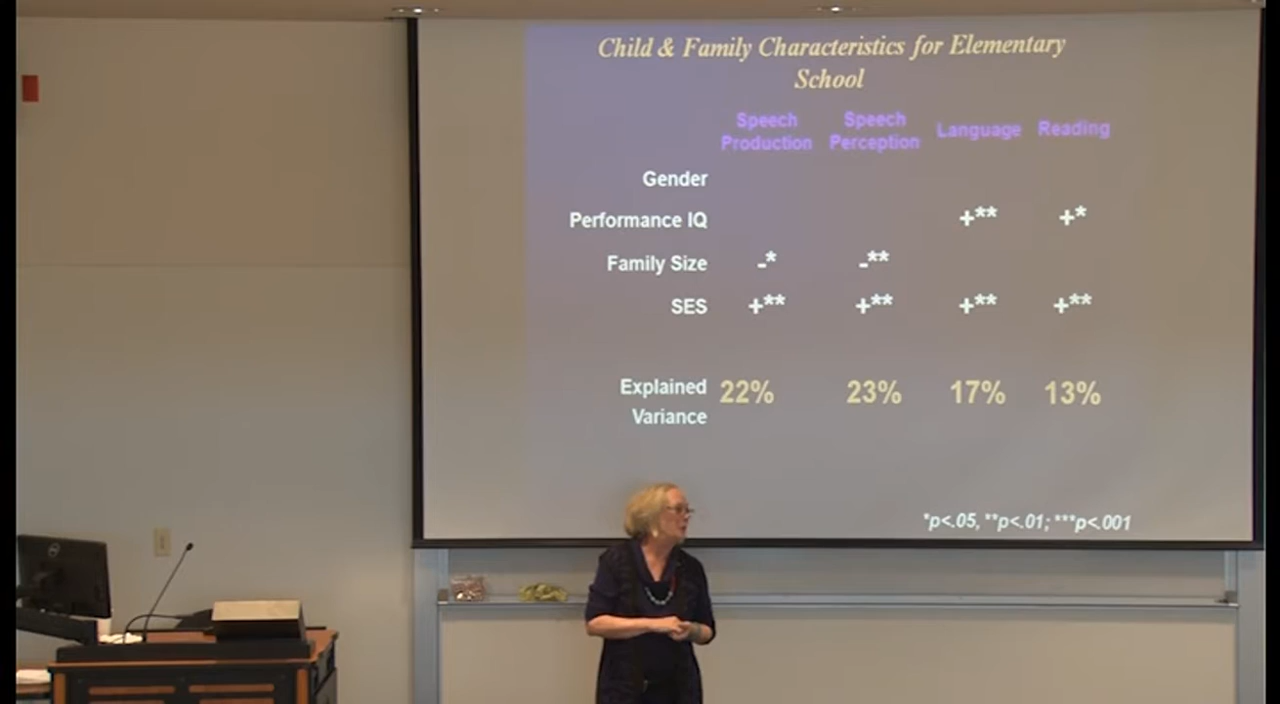 Child & Family Characteristics for Elementary
School
Speech Production Speech Perception Language Reading
Gender
Performance IQ +** +*
Family Size -* -**
SES +** +** +** +**
Explained Variance 22% 23% 17% 13%
*p<.05, **p<.01; ***p<.001